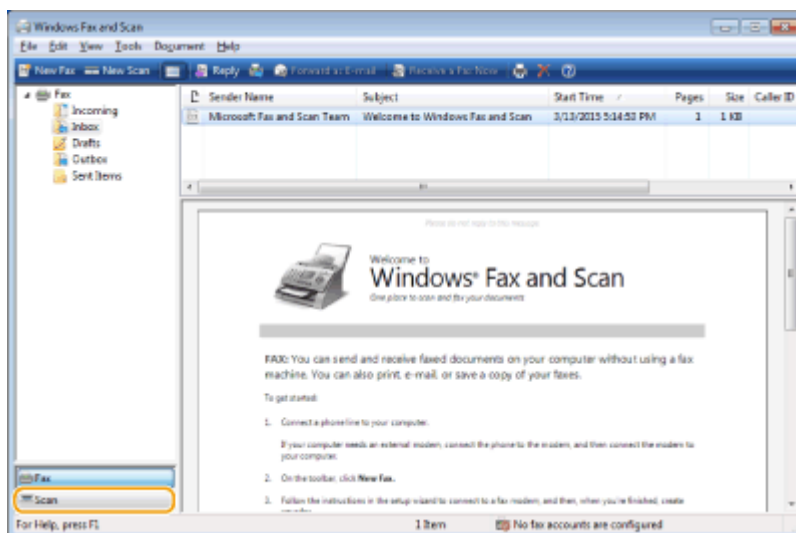 Windows Fax and Scan
File Edit View Tools Document Help
New Fax New Scan Reply Forward as E-mail Receive a Fax Now
Fax
Incoming
Inbox
Drafts
Outbox
Sent Items
Sender Name Subject Start Time Pages Size Caller ID
Microsoft Fax and Scan Team Welcome to Windows Fax and Scan 3/13/2015 5:14:53 PM 1 1 KB
Please do not reply to this message.
Welcome to
Windows® Fax and Scan
One place to scan and fax your documents
FAX: You can send and receive faxed documents on your computer without using a fax
machine. You can also print, e-mail, or save a copy of your faxes.
To get started:
1. Connect a phone line to your computer.
If your computer needs an external modem, connect the phone to the modem, and then connect the modem to
your computer.
2. On the toolbar, click New Fax.
3. Follow the instructions in the setup wizard to connect to a fax modem, and then, when you're finished, create
Fax
Scan
For Help, press F1
1 Item
No fax accounts are configured